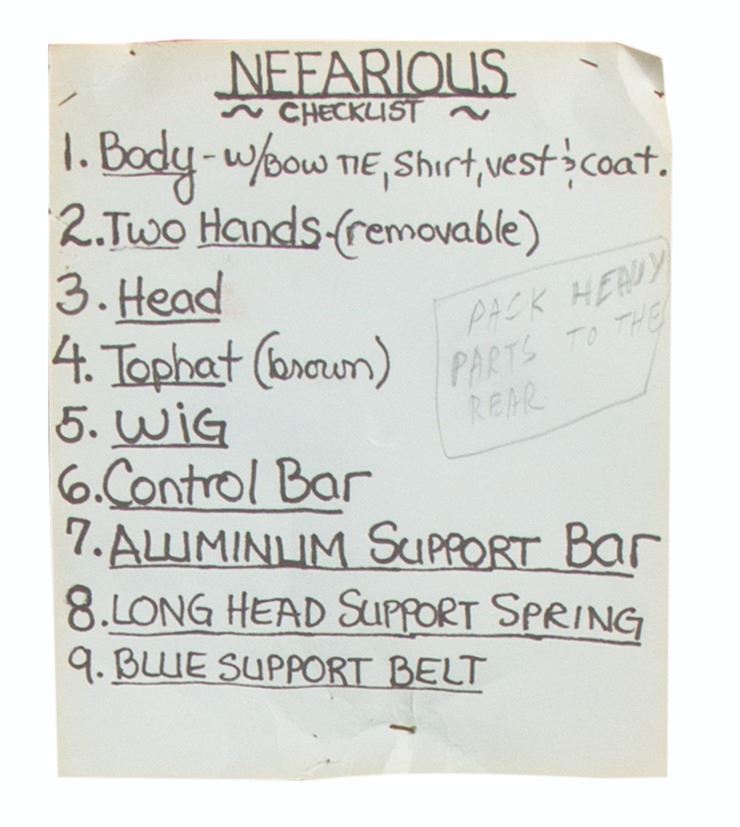 NEFARIOUS
~ CHECKLIST ~
1. Body - w/BOW TIE, Shirt, vest & coat.
2. Two Hands - (removable)
3. Head
4. Tophat (brown)
5. WiG
6. Control Bar
7. ALUMINUM SUPPORT Bar
8. LONG HEAD SUPPORT SPRING
9. BLUE SUPPORT BELT
PACK HEAVY
PARTS TO THE
REAR